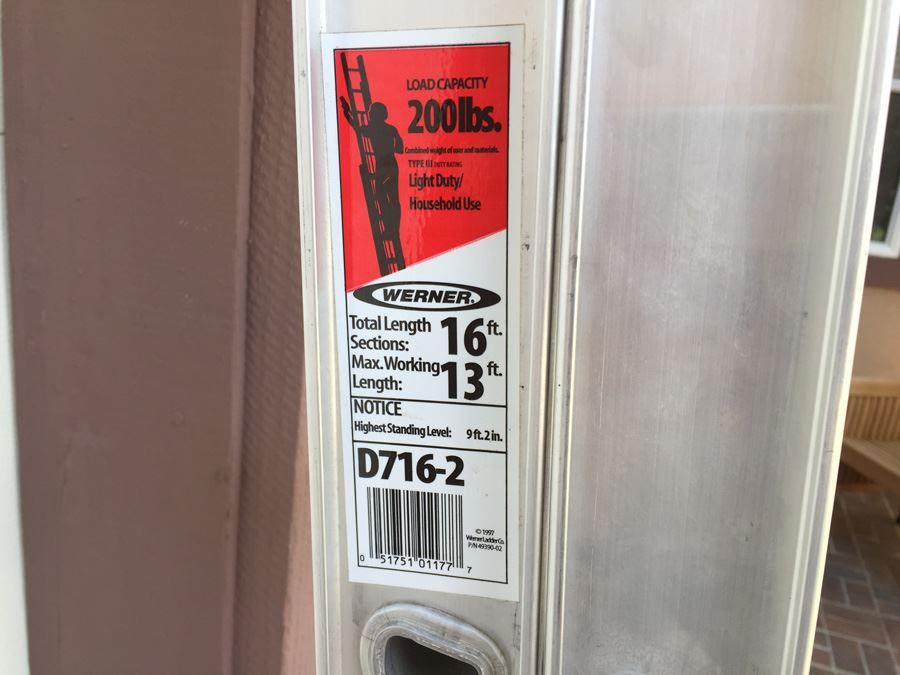 LOAD CAPACITY
200lbs.
Combined weight of user and materials.
TYPE III DUTY RATING
Light Duty/
Household Use
WERNER®
Total Length 16 ft.
Sections:
Max. Working 13 ft.
Length:
NOTICE
Highest Standing Level: 9 ft. 2 in.
D716-2
© 1997
Werner Ladder Co.
P/N 49390-02
0 51751 01177 7